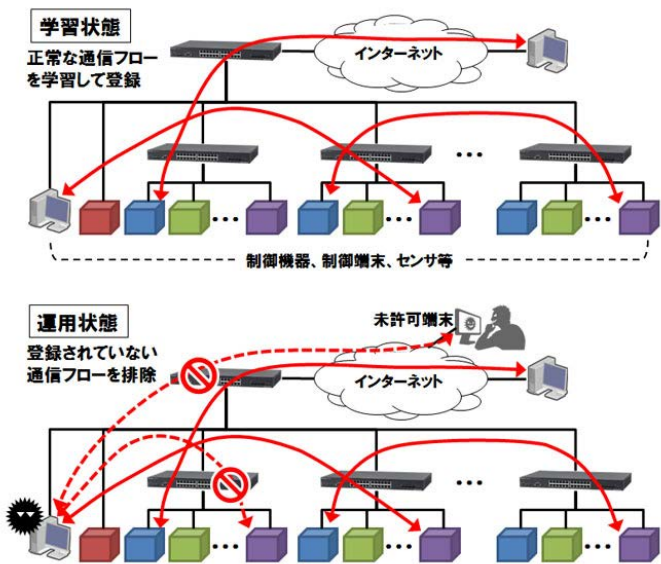 学習状態
正常な通信フロー
を学習して登録
インターネット
制御機器、制御端末、センサ等
運用状態
登録されていない
通信フローを排除
未許可端末
インターネット